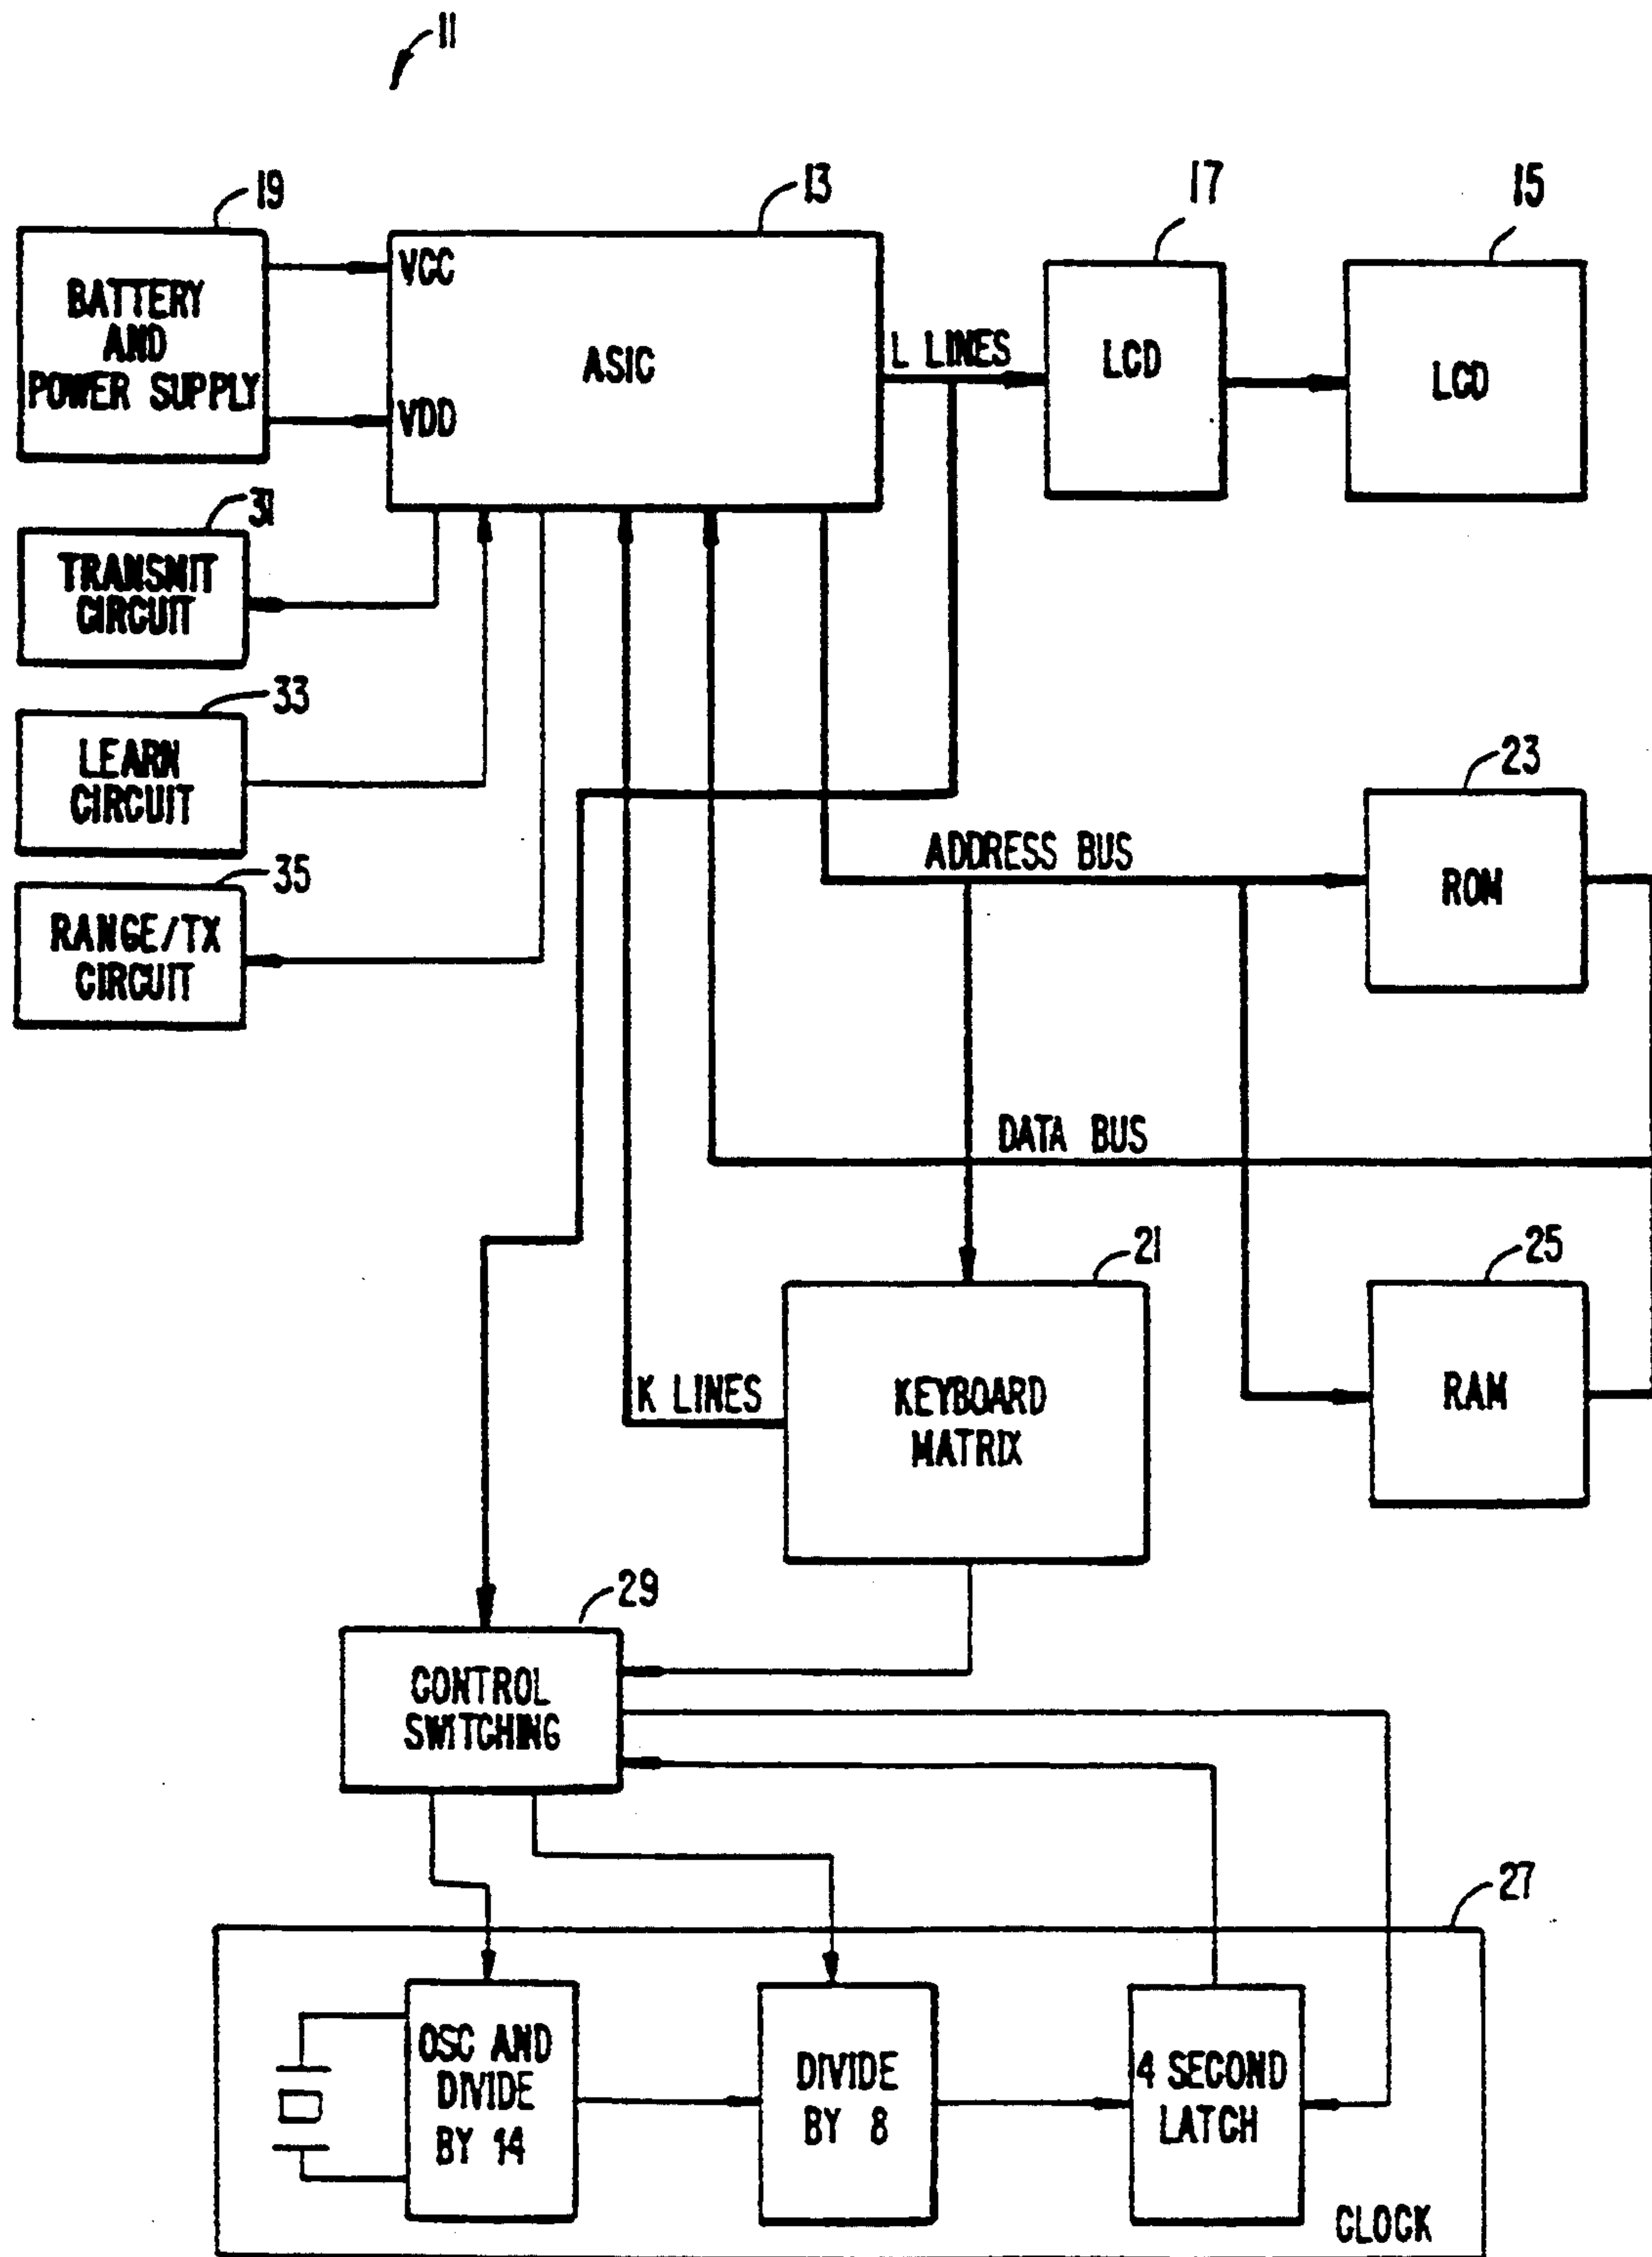 11
19
13
17
15
BATTERY
AND
POWER SUPPLY
VCC
VDD
ASIC
L LINES
LCD
LCD
31
TRANSMIT
CIRCUIT
33
LEARN
CIRCUIT
35
RANGE/TX
CIRCUIT
23
ADDRESS BUS
ROM
DATA BUS
21
25
K LINES
KEYBOARD
MATRIX
RAM
29
CONTROL
SWITCHING
27
OSC AND
DIVIDE
BY 14
DIVIDE
BY 8
4 SECOND
LATCH
CLOCK